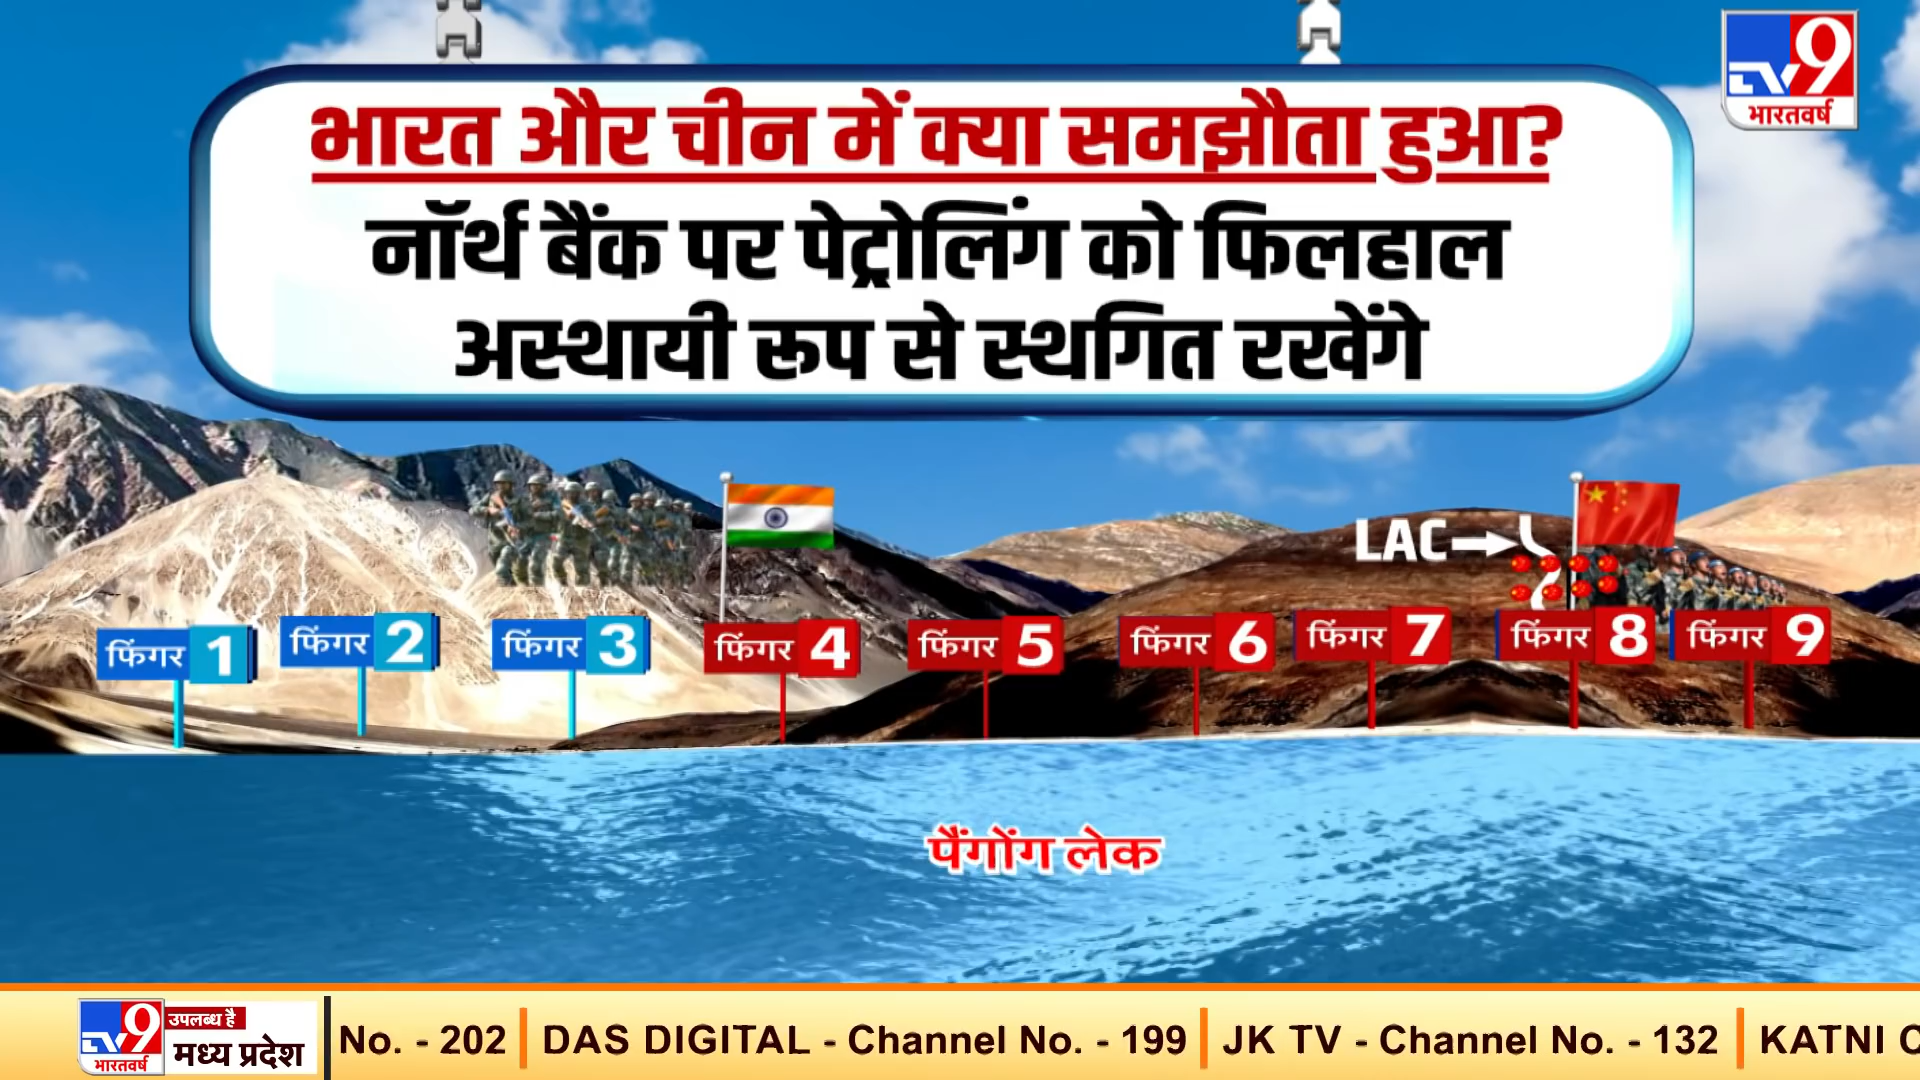 TV9
भारतवर्ष
भारत और चीन में क्या समझौता हुआ?
नॉर्थ बैंक पर पेट्रोलिंग को फिलहाल
अस्थायी रूप से स्थगित रखेंगे
LAC
फिंगर 1
फिंगर 2
फिंगर 3
फिंगर 4
फिंगर 5
फिंगर 6
फिंगर 7
फिंगर 8
फिंगर 9
पैंगोंग लेक
TV9
भारतवर्ष
उपलब्ध है
मध्य प्रदेश
No. - 202 | DAS DIGITAL - Channel No. - 199 | JK TV - Channel No. - 132 | KATNI